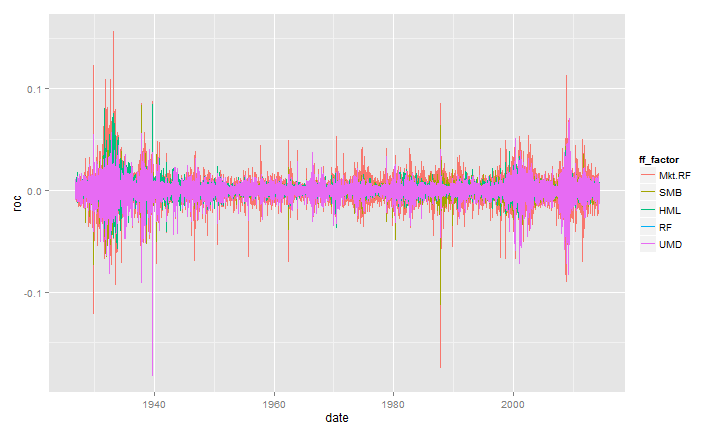 0.1
0.0
-0.1
roc
1940
1960
1980
2000
date
ff_factor
Mkt.RF
SMB
HML
RF
UMD